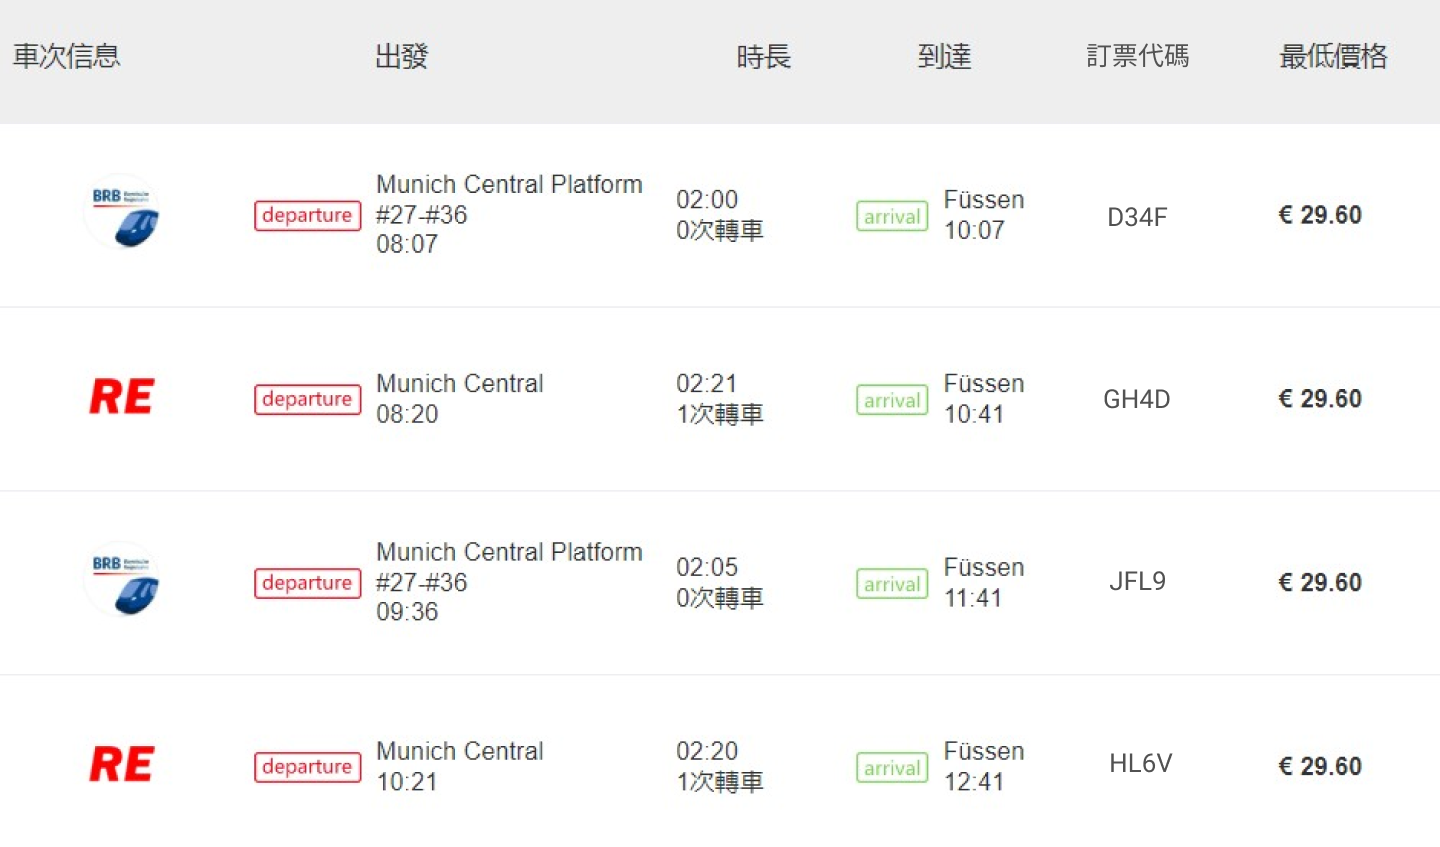 車次信息 出發 時長 到達 訂票代碼 最低價格
BRB
departure
Munich Central Platform
#27-#36
08:07
02:00
0次轉車
arrival
Füssen
10:07
D34F
€ 29.60
RE
departure
Munich Central
08:20
02:21
1次轉車
arrival
Füssen
10:41
GH4D
€ 29.60
BRB
departure
Munich Central Platform
#27-#36
09:36
02:05
0次轉車
arrival
Füssen
11:41
JFL9
€ 29.60
RE
departure
Munich Central
10:21
02:20
1次轉車
arrival
Füssen
12:41
HL6V
€ 29.60